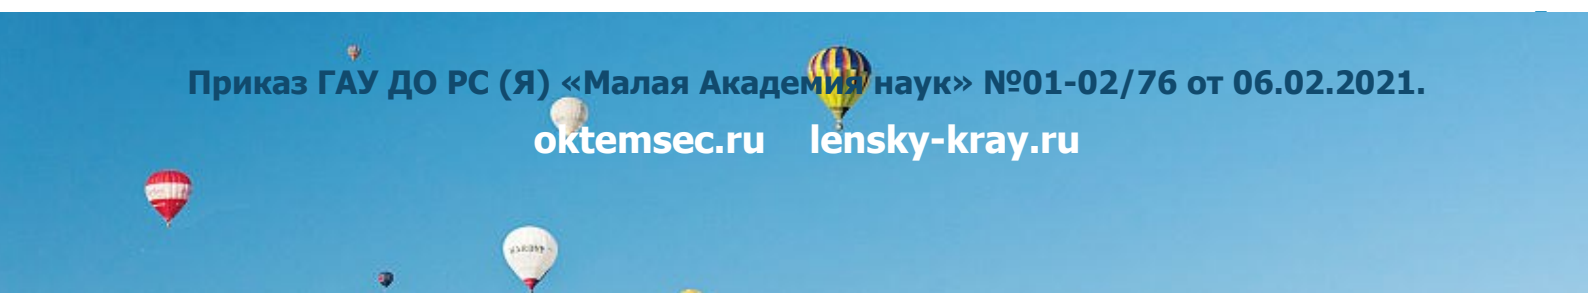 Приказ ГАУ ДО РС (Я) «Малая Академия наук» №01-02/76 от 06.02.2021.
oktemsec.ru lensky-kray.ru